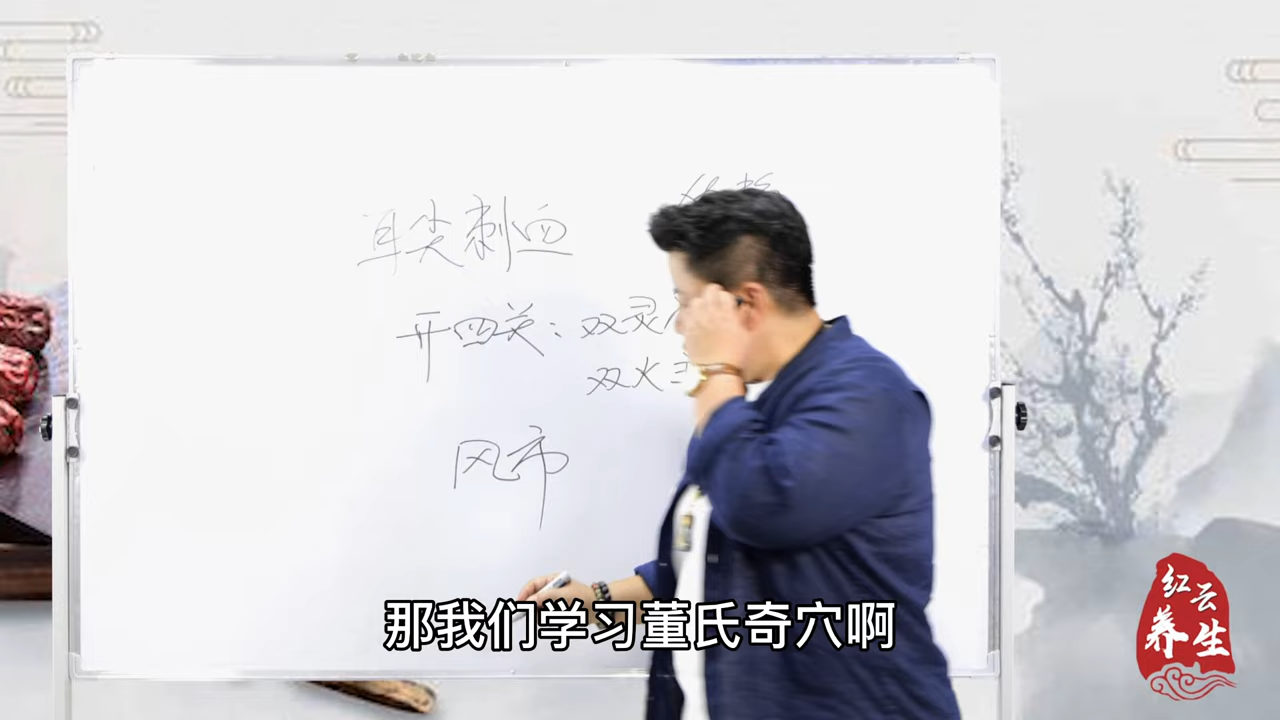 耳尖刺血
开四关：双灵
双火主
风市
那我们学习董氏奇穴啊
红云
养生